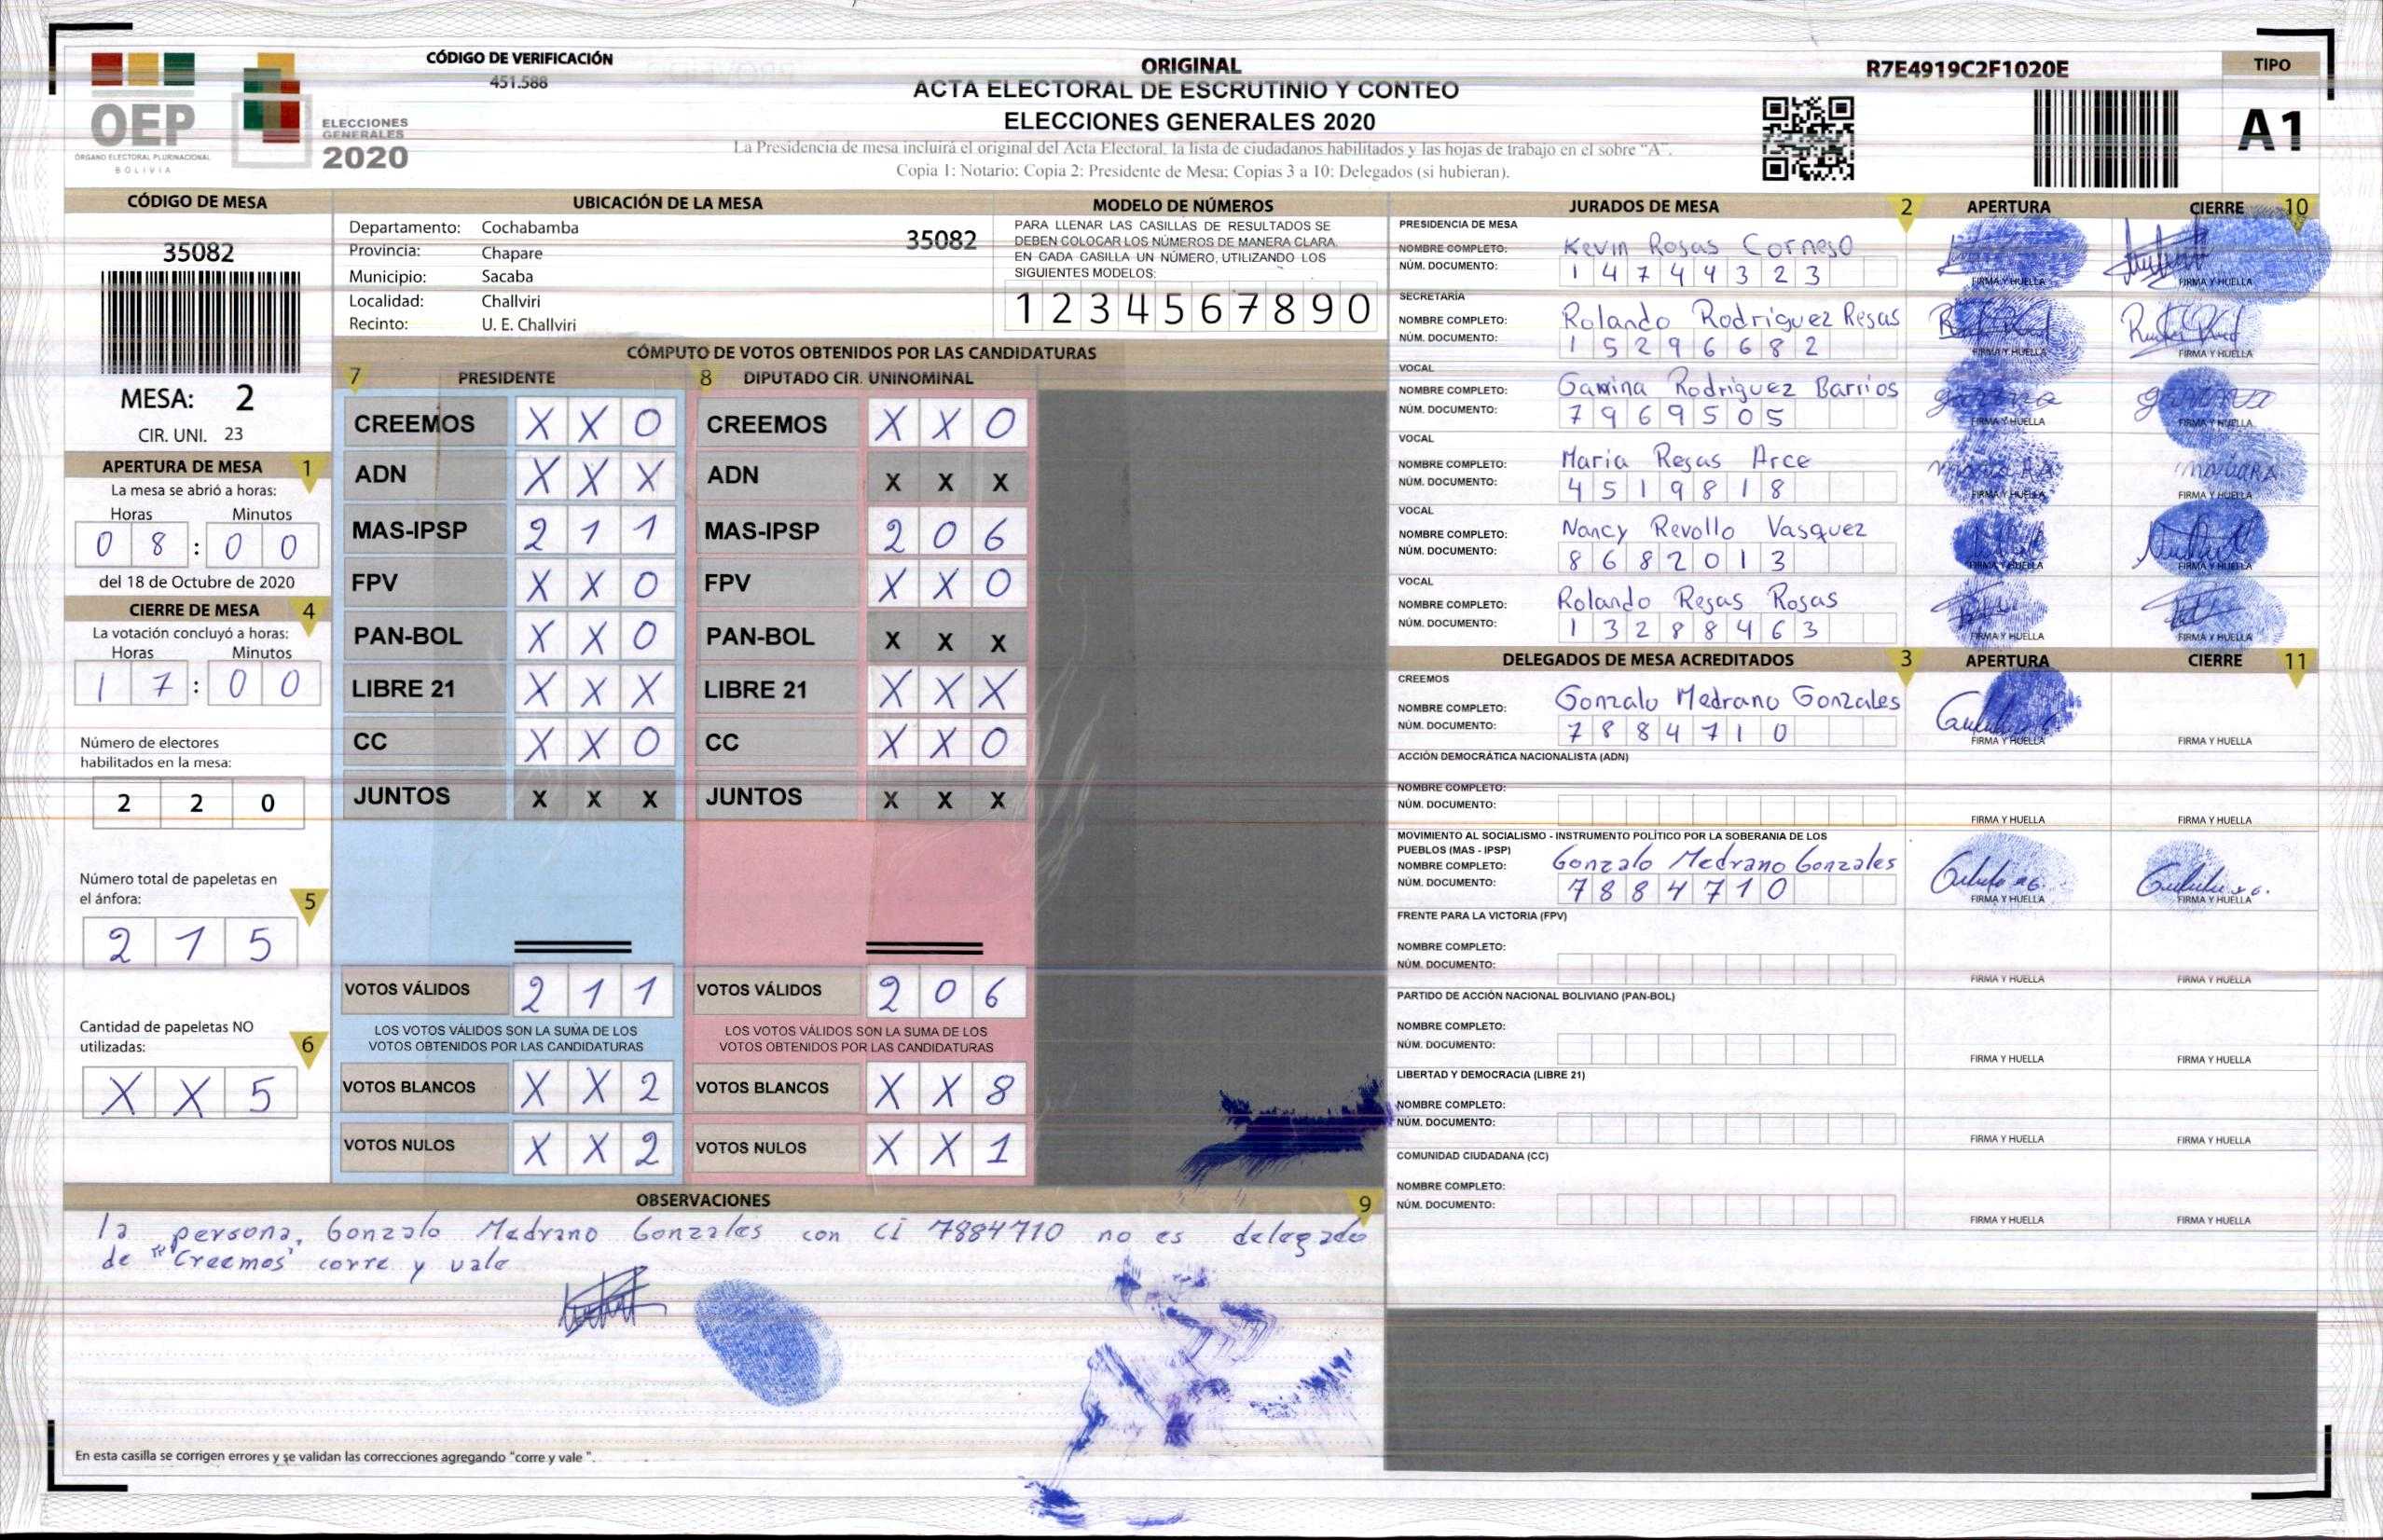 CÓDIGO DE VERIFICACIÓN
451.588
OEP
ÓRGANO ELECTORAL PLURINACIONAL
BOLIVIA
ELECCIONES
GENERALES
2020
ORIGINAL
ACTA ELECTORAL DE ESCRUTINIO Y CONTEO
ELECCIONES GENERALES 2020
La Presidencia de mesa incluirá el original del Acta Electoral, la lista de ciudadanos habilitados y las hojas de trabajo en el sobre "A".
Copia 1: Notario; Copia 2: Presidente de Mesa; Copias 3 a 10: Delegados (si hubieran).
R7E4919C2F1020E
TIPO
A1
CÓDIGO DE MESA
35082
MESA: 2
CIR. UNI. 23
APERTURA DE MESA 1
La mesa se abrió a horas:
Horas Minutos
0 8 : 0 0
del 18 de Octubre de 2020
CIERRE DE MESA 4
La votación concluyó a horas:
Horas Minutos
1 7 : 0 0
Número de electores
habilitados en la mesa:
2 2 0
Número total de papeletas en
el ánfora: 5
2 1 5
Cantidad de papeletas NO
utilizadas: 6
X X 5
UBICACIÓN DE LA MESA
Departamento: Cochabamba
35082
Provincia: Chapare
Municipio: Sacaba
Localidad: Challviri
Recinto: U. E. Challviri
MODELO DE NÚMEROS
PARA LLENAR LAS CASILLAS DE RESULTADOS SE
DEBEN COLOCAR LOS NÚMEROS DE MANERA CLARA,
EN CADA CASILLA UN NÚMERO, UTILIZANDO LOS
SIGUIENTES MODELOS:
1 2 3 4 5 6 7 8 9 0
CÓMPUTO DE VOTOS OBTENIDOS POR LAS CANDIDATURAS
7 PRESIDENTE 8 DIPUTADO CIR. UNINOMINAL
CREEMOS X X 0 CREEMOS X X 0
ADN X X X ADN X X X
MAS-IPSP 2 1 1 MAS-IPSP 2 0 6
FPV X X 0 FPV X X 0
PAN-BOL X X 0 PAN-BOL X X X
LIBRE 21 X X X LIBRE 21 X X X
CC X X 0 CC X X 0
JUNTOS X X X JUNTOS X X X
VOTOS VÁLIDOS 2 1 1 VOTOS VÁLIDOS 2 0 6
LOS VOTOS VÁLIDOS SON LA SUMA DE LOS LOS VOTOS VÁLIDOS SON LA SUMA DE LOS
VOTOS OBTENIDOS POR LAS CANDIDATURAS VOTOS OBTENIDOS POR LAS CANDIDATURAS
VOTOS BLANCOS X X 2 VOTOS BLANCOS X X 8
VOTOS NULOS X X 2 VOTOS NULOS X X 1
OBSERVACIONES 9
la persona, Gonzalo Medrano Gonzales con CI 7884710 no es delegado
de "Creemos" corre y vale
En esta casilla se corrigen errores y se validan las correcciones agregando "corre y vale ".
JURADOS DE MESA 2 APERTURA CIERRE 10
PRESIDENCIA DE MESA
NOMBRE COMPLETO: Kevin Rosas Cornejo
NÚM. DOCUMENTO: 1 4 7 4 4 3 2 3 FIRMA Y HUELLA FIRMA Y HUELLA
SECRETARÍA
NOMBRE COMPLETO: Rolando Rodriguez Resas
NÚM. DOCUMENTO: 1 5 2 9 6 6 8 2 FIRMA Y HUELLA FIRMA Y HUELLA
VOCAL
NOMBRE COMPLETO: Rodriguez Barrios
NÚM. DOCUMENTO: 7 9 6 9 5 0 5 FIRMA Y HUELLA FIRMA Y HUELLA
VOCAL
NOMBRE COMPLETO: Maria Resas Arce
NÚM. DOCUMENTO: 4 5 1 9 8 1 8 FIRMA Y HUELLA FIRMA Y HUELLA
VOCAL
NOMBRE COMPLETO: Nancy Revollo Vasquez
NÚM. DOCUMENTO: 8 6 8 2 0 1 3 FIRMA Y HUELLA FIRMA Y HUELLA
VOCAL
NOMBRE COMPLETO: Rolando Resas Rosas
NÚM. DOCUMENTO: 1 3 2 8 8 4 6 3 FIRMA Y HUELLA FIRMA Y HUELLA
DELEGADOS DE MESA ACREDITADOS 3 APERTURA CIERRE 11
CREEMOS
NOMBRE COMPLETO: Gonzalo Medrano Gonzales
NÚM. DOCUMENTO: 7 8 8 4 7 1 0 FIRMA Y HUELLA FIRMA Y HUELLA
ACCIÓN DEMOCRÁTICA NACIONALISTA (ADN)
NOMBRE COMPLETO:
NÚM. DOCUMENTO: FIRMA Y HUELLA FIRMA Y HUELLA
MOVIMIENTO AL SOCIALISMO - INSTRUMENTO POLÍTICO POR LA SOBERANIA DE LOS
PUEBLOS (MAS - IPSP)
NOMBRE COMPLETO: Gonzalo Medrano Gonzales
NÚM. DOCUMENTO: 7 8 8 4 7 1 0 FIRMA Y HUELLA FIRMA Y HUELLA
FRENTE PARA LA VICTORIA (FPV)
NOMBRE COMPLETO:
NÚM. DOCUMENTO: FIRMA Y HUELLA FIRMA Y HUELLA
PARTIDO DE ACCIÓN NACIONAL BOLIVIANO (PAN-BOL)
NOMBRE COMPLETO:
NÚM. DOCUMENTO: FIRMA Y HUELLA FIRMA Y HUELLA
LIBERTAD Y DEMOCRACIA (LIBRE 21)
NOMBRE COMPLETO:
NÚM. DOCUMENTO: FIRMA Y HUELLA FIRMA Y HUELLA
COMUNIDAD CIUDADANA (CC)
NOMBRE COMPLETO:
NÚM. DOCUMENTO: FIRMA Y HUELLA FIRMA Y HUELLA